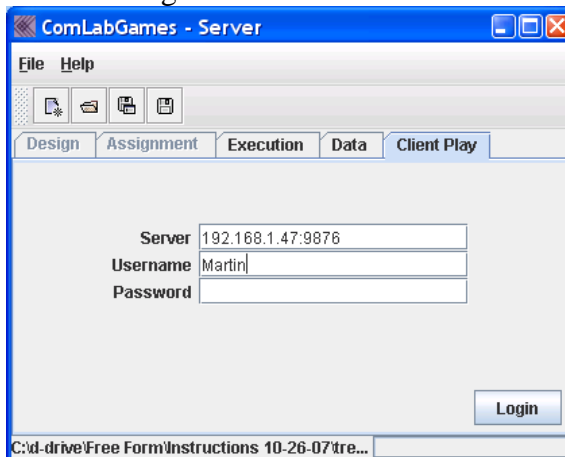 ComLabGames - Server
File Help
Design Assignment Execution Data Client Play
Server 192.168.1.47:9876
Username Martin
Password
Login
C:\d-drive\Free Form\Instructions 10-26-07\tre...